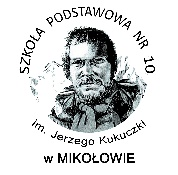 SZKOŁA PODSTAWOWA NR 10
im. Jerzego Kukuczki
w MIKOŁOWIE